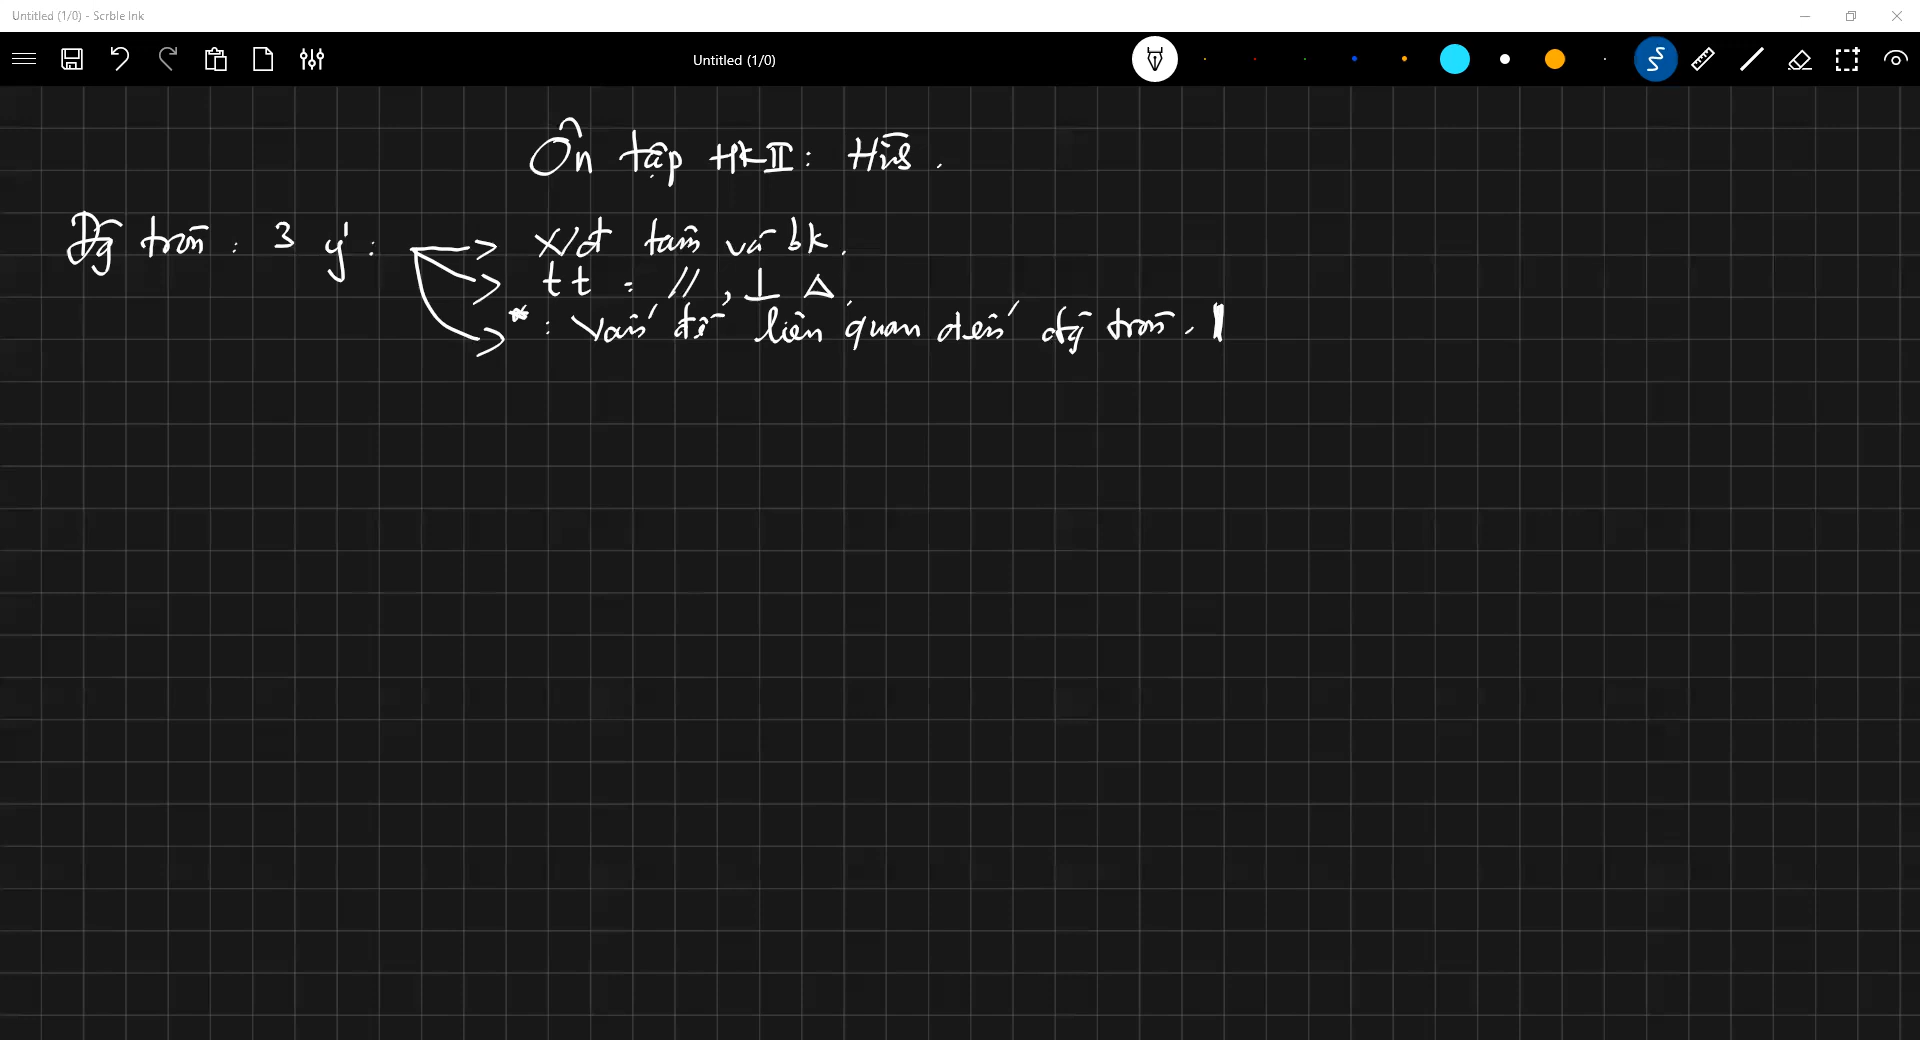 Untitled (1/0) - Scrble Ink
Untitled (1/0)
Ôn tập HKII:
Đg tròn: 3 ý:
x/đ tâm và bk.
tt: //, ⊥ Δ.
*: Vấn đề liên quan đến đg tròn.